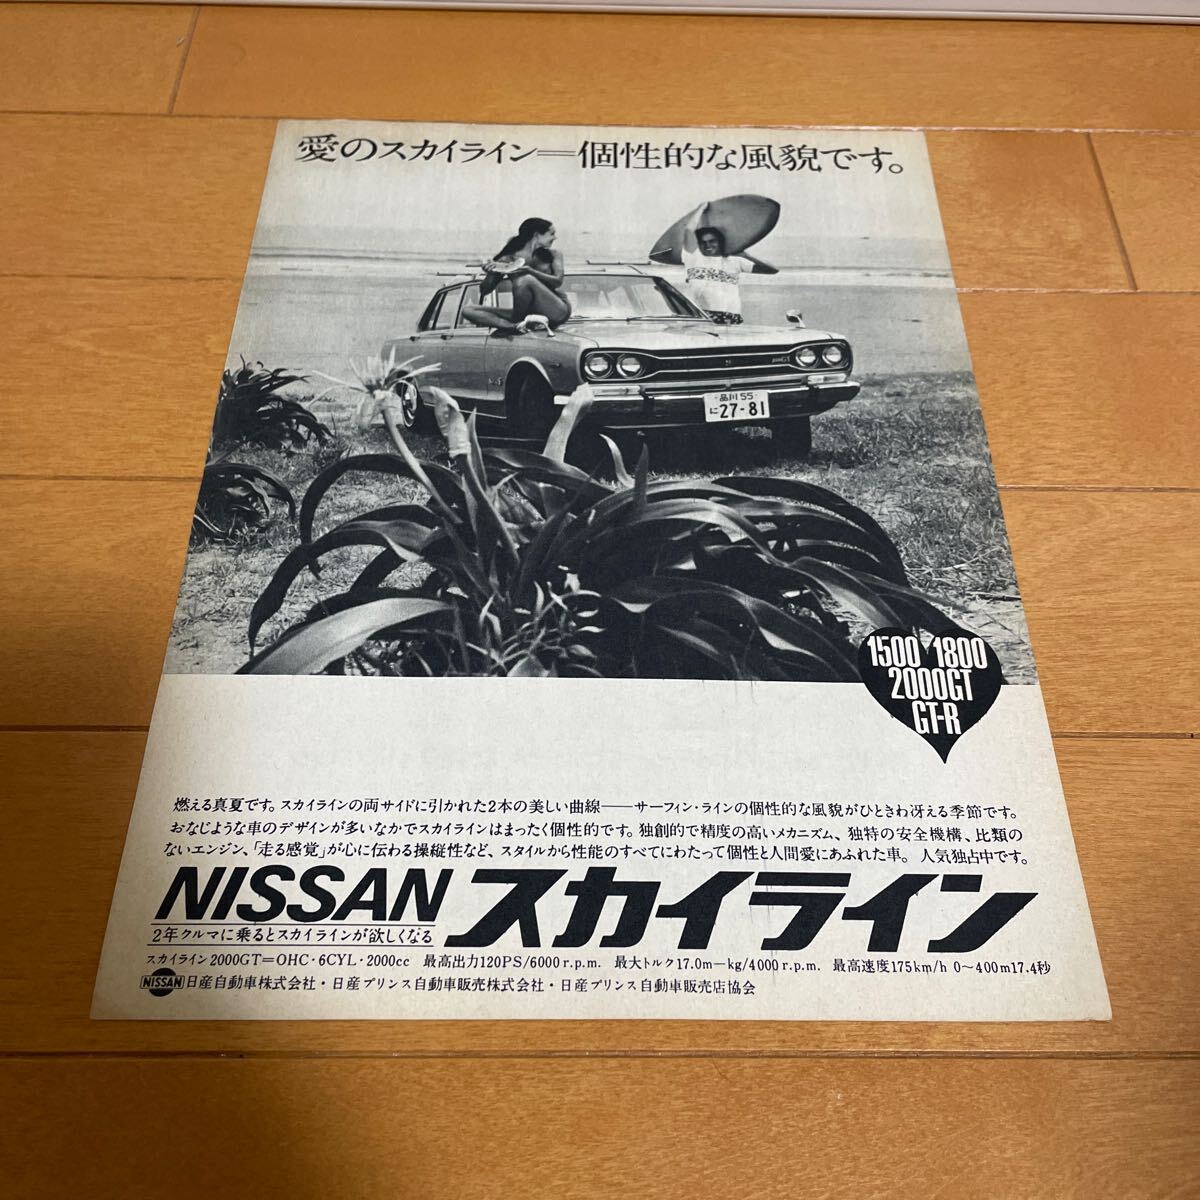 愛のスカイライン＝個性的な風貌です。
品川 55
に 27-81
1500 1800
2000GT
GT-R
燃える真夏です。スカイラインの両サイドに引かれた2本の美しい曲線——サーフィン・ラインの個性的な風貌がひときわ冴える季節です。
おなじような車のデザインが多いなかでスカイラインはまったく個性的です。独創的で精度の高いメカニズム、独特の安全機構、比類の
ないエンジン、「走る感覚」が心に伝わる操縦性など、スタイルから性能のすべてにわたって個性と人間愛にあふれた車。人気独占中です。
NISSAN スカイライン
2年クルマに乗るとスカイラインが欲しくなる
スカイライン2000GT=OHC・6CYL・2000cc 最高出力120PS/6000r.p.m. 最大トルク17.0m—kg/4000r.p.m. 最高速度175km/h 0〜400m17.4秒
NISSAN 日産自動車株式会社・日産プリンス自動車販売株式会社・日産プリンス自動車販売店協会